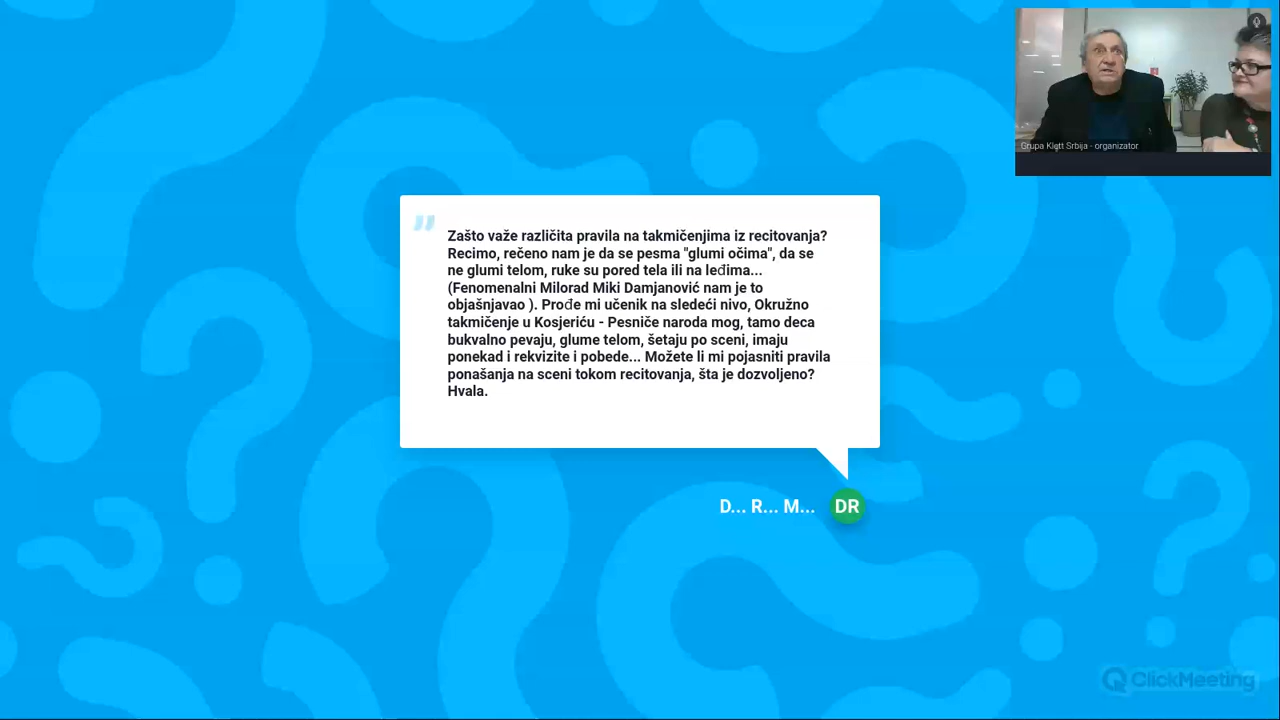 Grupa Klett Srbija - organizator
Zašto važe različita pravila na takmičenjima iz recitovanja?
Recimo, rečeno nam je da se pesma "glumi očima", da se
ne glumi telom, ruke su pored tela ili na leđima...
(Fenomenalni Milorad Miki Damjanović nam je to
objašnjavao ). Prođe mi učenik na sledeći nivo, Okružno
takmičenje u Kosjeriću - Pesniče naroda mog, tamo deca
bukvalno pevaju, glume telom, šetaju po sceni, imaju
ponekad i rekvizite i pobede... Možete li mi pojasniti pravila
ponašanja na sceni tokom recitovanja, šta je dozvoljeno?
Hvala.
D... R... M... DR
ClickMeeting